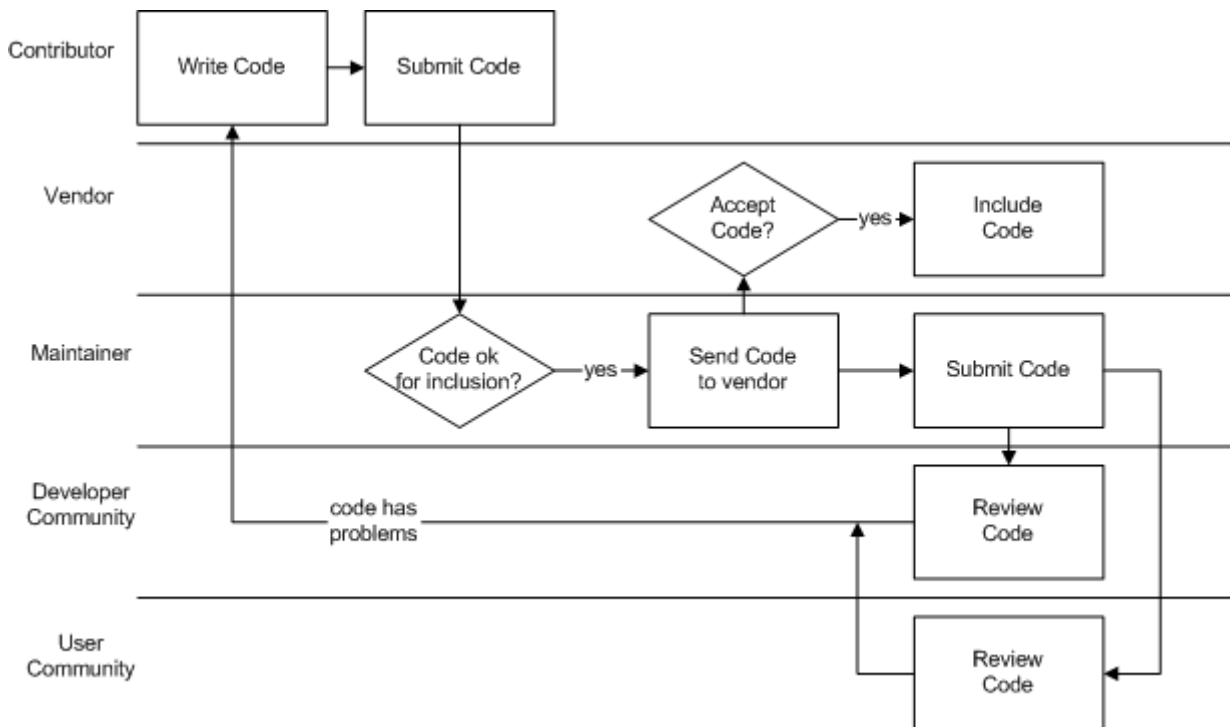 Contributor
Write Code
Submit Code
Vendor
Accept
Code?
yes
Include
Code
Maintainer
Code ok
for inclusion?
yes
Send Code
to vendor
Submit Code
Developer
Community
code has
problems
Review
Code
User
Community
Review
Code